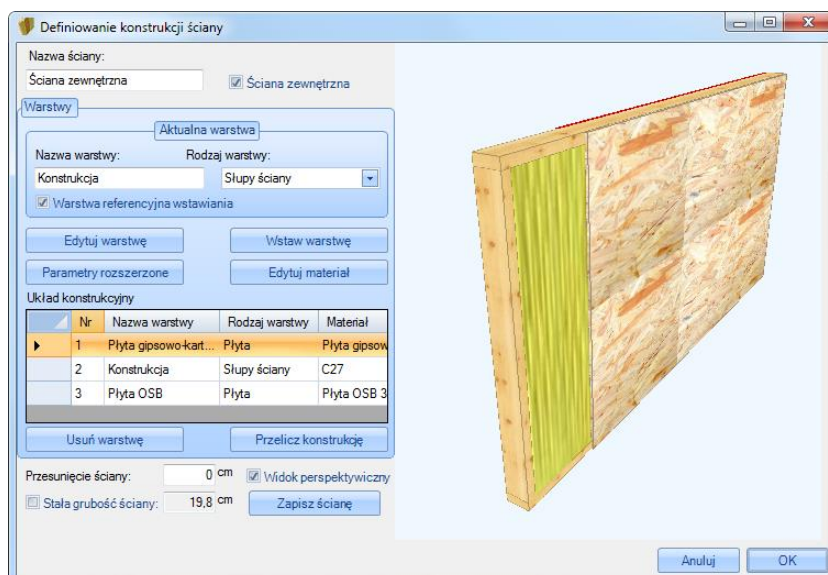 Definiowanie konstrukcji ściany
Nazwa ściany:
Ściana zewnętrzna
Ściana zewnętrzna
Warstwy
Aktualna warstwa
Nazwa warstwy: Rodzaj warstwy:
Konstrukcja Słupy ściany
Warstwa referencyjna wstawiania
Edytuj warstwę Wstaw warstwę
Parametry rozszerzone Edytuj materiał
Układ konstrukcyjny
Nr Nazwa warstwy Rodzaj warstwy Materiał
1 Płyta gipsowo-kart... Płyta Płyta gipsow
2 Konstrukcja Słupy ściany C27
3 Płyta OSB Płyta Płyta OSB 3
Usuń warstwę Przelicz konstrukcję
Przesunięcie ściany: 0 cm Widok perspektywiczny
Stała grubość ściany: 19,8 cm Zapisz ścianę
Anuluj OK